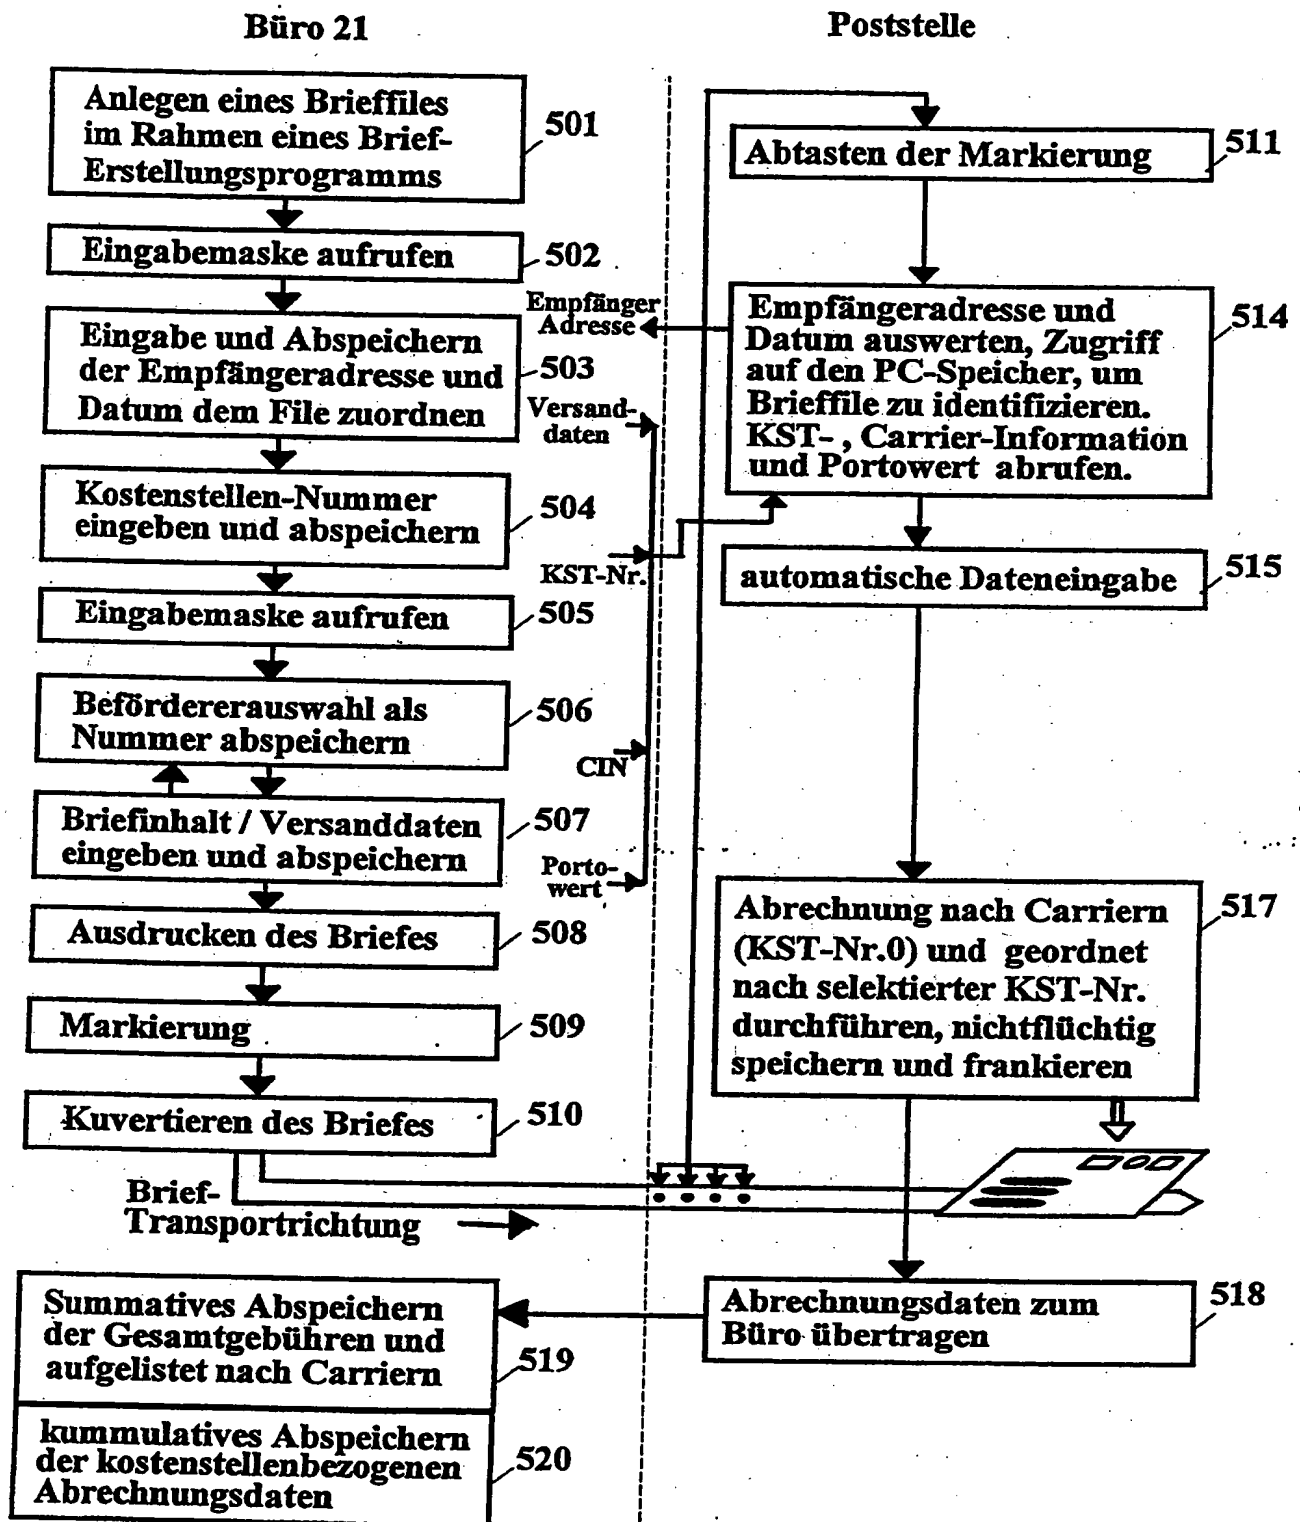 Büro 21
Anlegen eines Brieffiles
im Rahmen eines Brief-
Erstellungsprogramms
501
Eingabemaske aufrufen
502
Eingabe und Abspeichern
der Empfängeradresse und
Datum dem File zuordnen
503
Kostenstellen-Nummer
eingeben und abspeichern
504
Eingabemaske aufrufen
505
Befördererauswahl als
Nummer abspeichern
506
Briefinhalt / Versanddaten
eingeben und abspeichern
507
Ausdrucken des Briefes
508
Markierung
509
Kuvertieren des Briefes
510
Brief-
Transportrichtung
Summatives Abspeichern
der Gesamtgebühren und
aufgelistet nach Carriern
519
kummulatives Abspeichern
der kostenstellenbezogenen
Abrechnungsdaten
520
Empfänger
Adresse
Versand-
daten
KST-Nr.
CIN
Porto-
wert
Poststelle
Abtasten der Markierung
511
Empfängeradresse und
Datum auswerten, Zugriff
auf den PC-Speicher, um
Brieffile zu identifizieren.
KST- , Carrier-Information
und Portowert abrufen.
514
automatische Dateneingabe
515
Abrechnung nach Carriern
(KST-Nr.0) und geordnet
nach selektierter KST-Nr.
durchführen, nichtflüchtig
speichern und frankieren
517
Abrechnungsdaten zum
Büro übertragen
518